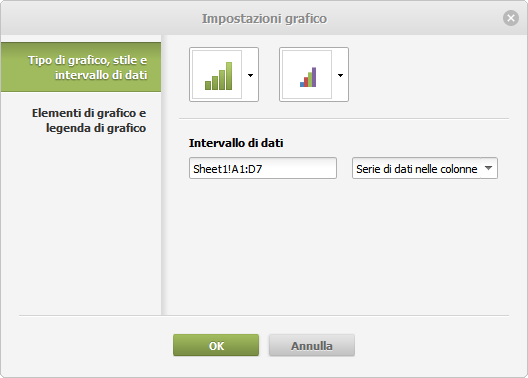 Impostazioni grafico
Tipo di grafico, stile e
intervallo di dati
Elementi di grafico e
legenda di grafico
Intervallo di dati
Sheet1!A1:D7
Serie di dati nelle colonne
OK
Annulla